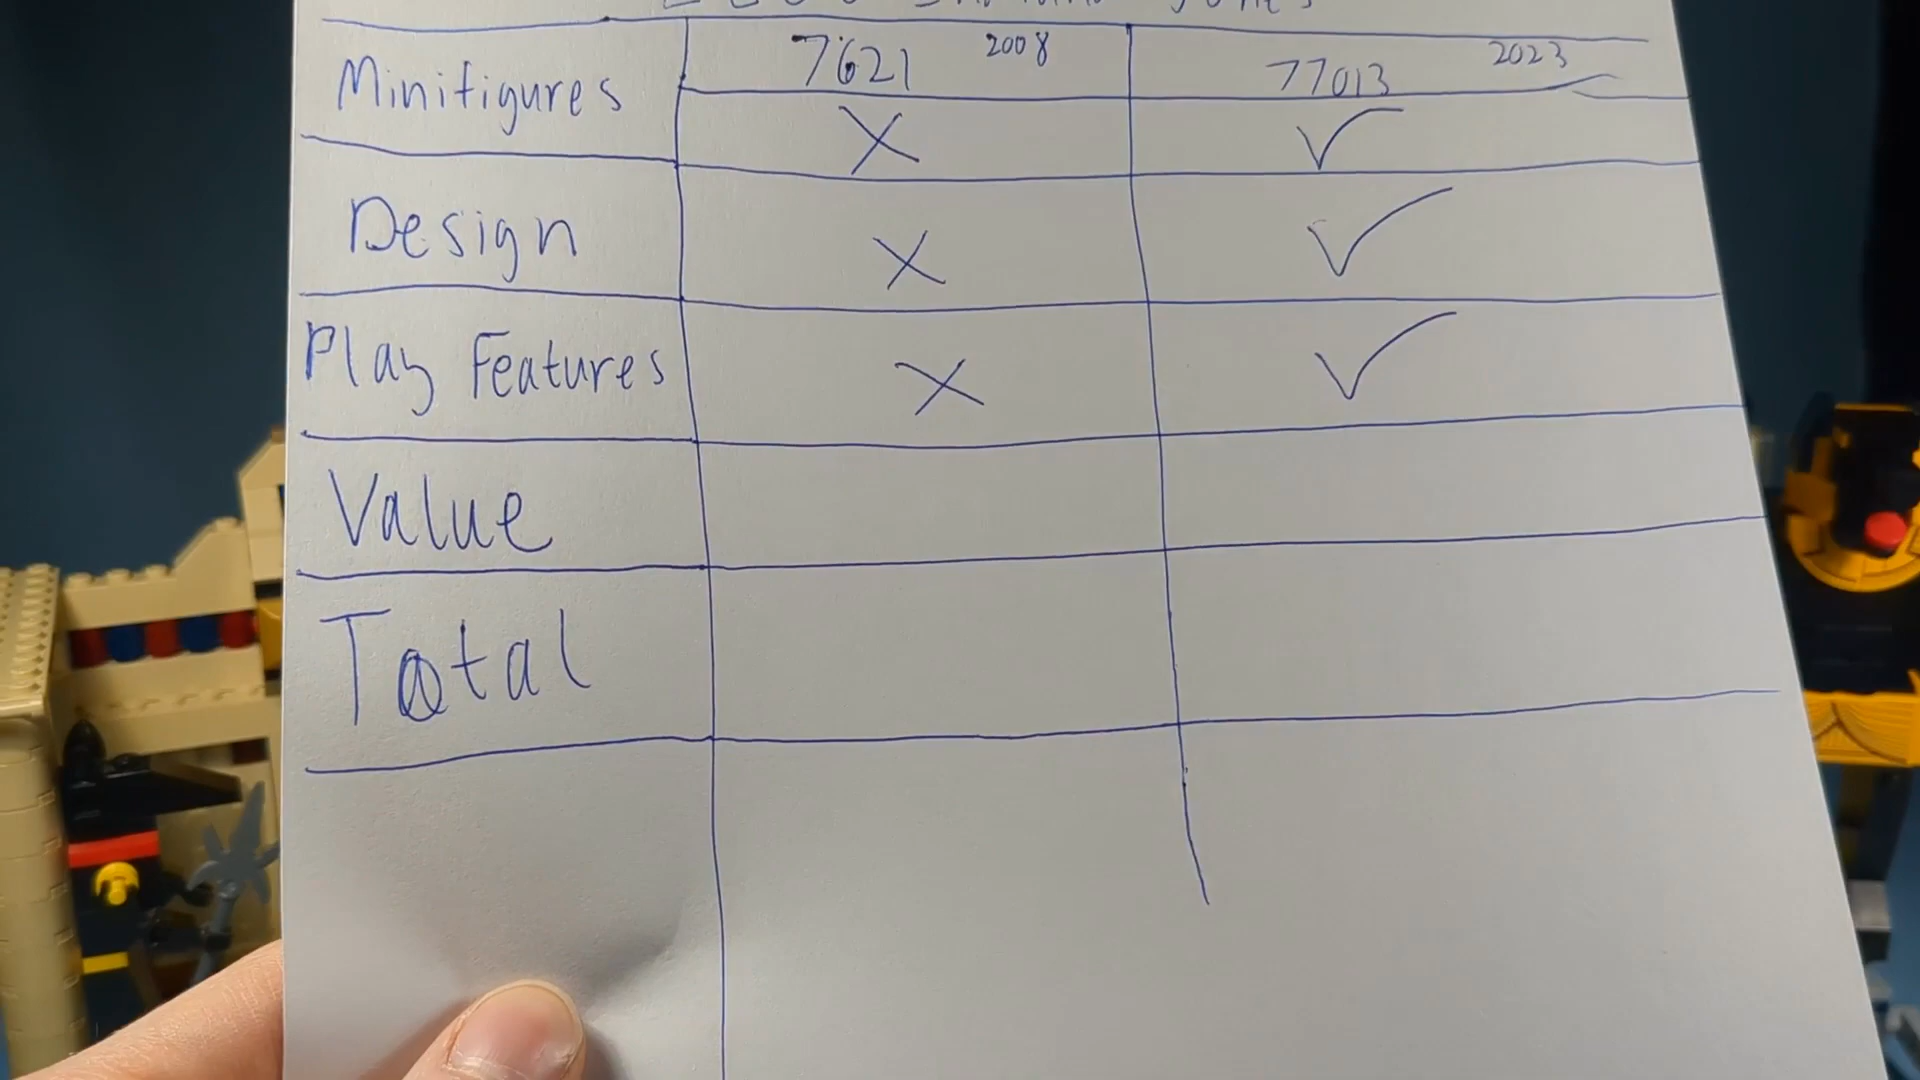 7621 2008 77013 2023
Minifigures X ✓
Design X ✓
Play Features X ✓
Value
Total